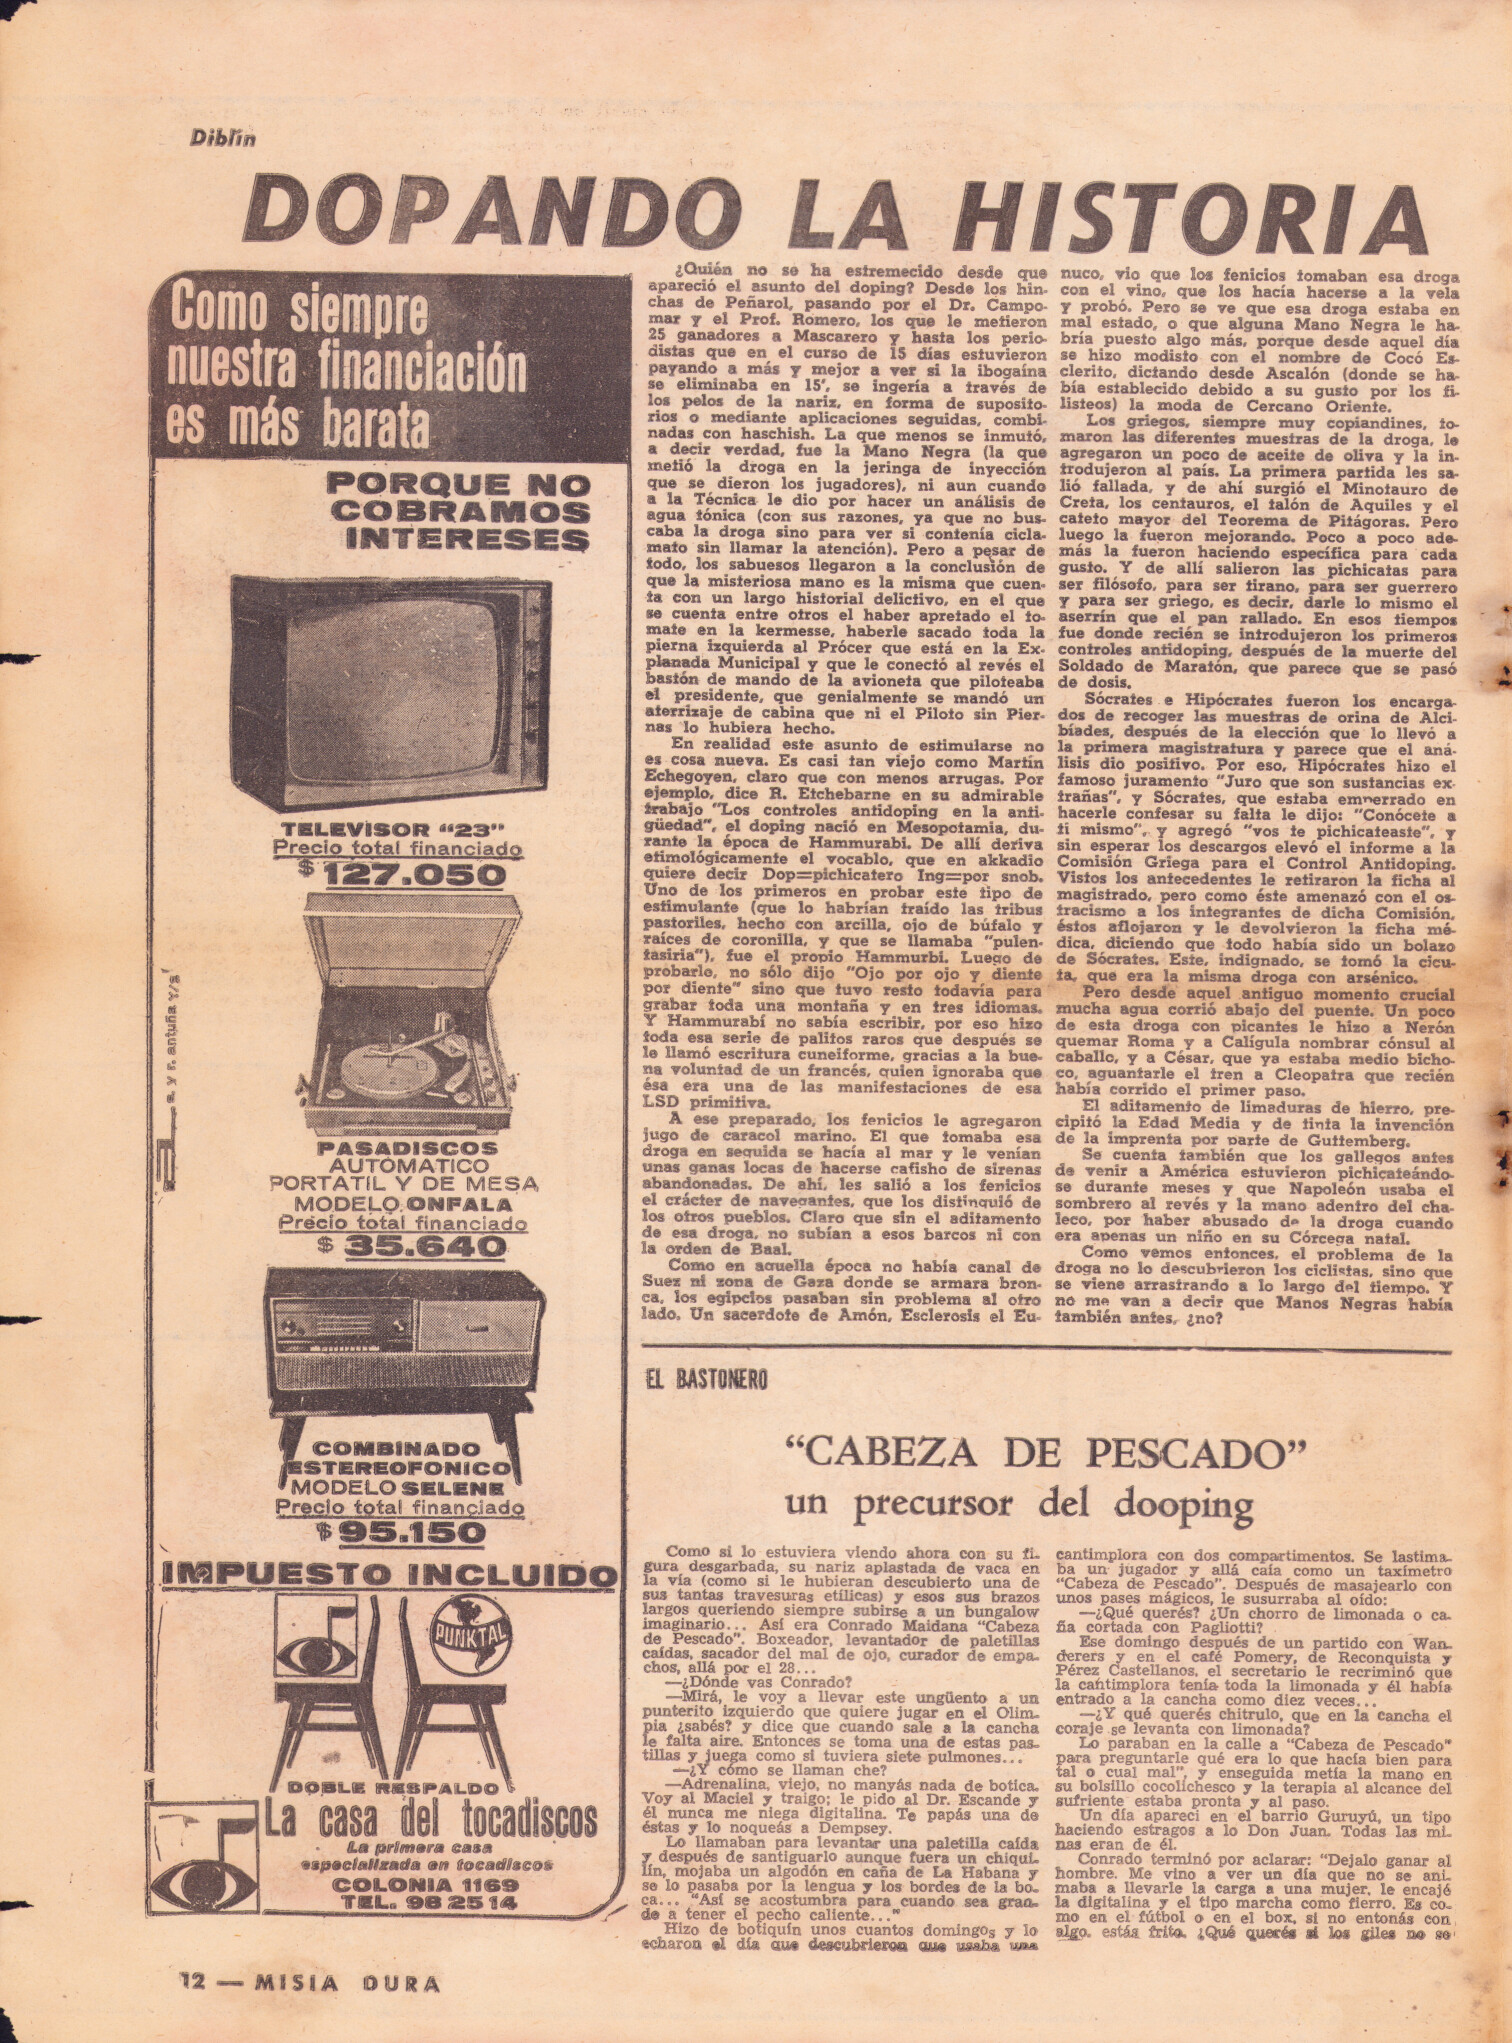 Diblín
DOPANDO LA HISTORIA
Como siempre
nuestra financiación
es más barata
PORQUE NO
COBRAMOS
INTERESES
TELEVISOR "23"
Precio total financiado
$ 127.050
PASADISCOS
AUTOMATICO
PORTATIL Y DE MESA
MODELO ONFALA
Precio total financiado
$ 35.640
COMBINADO
ESTEREOFONICO
MODELO SELENE
Precio total financiado
$ 95.150
IMPUESTO INCLUIDO
PUNKTAL
DOBLE RESPALDO
La casa del tocadiscos
La primera casa
especializada en tocadiscos
COLONIA 1169
TEL. 98 25 14
a. y r. antuña
¿Quién no se ha estremecido desde que
apareció el asunto del doping? Desde los hin-
chas de Peñarol, pasando por el Dr. Campo-
mar y el Prof. Romero, los que le metieron
25 ganadores a Mascarero y hasta los perio-
distas que en el curso de 15 días estuvieron
payando a más y mejor a ver si la ibogaína
se eliminaba en 15', se ingería a través de
los pelos de la nariz, en forma de suposito-
rios o mediante aplicaciones seguidas, combi-
nadas con haschish. La que menos se inmutó,
a decir verdad, fue la Mano Negra (la que
metió la droga en la jeringa de inyección
que se dieron los jugadores), ni aun cuando
a la Técnica le dio por hacer un análisis de
agua tónica (con sus razones, ya que no bus-
caba la droga sino para ver si contenía cicla-
mato sin llamar la atención). Pero a pesar de
todo, los sabuesos llegaron a la conclusión de
que la misteriosa mano es la misma que cuen-
ta con un largo historial delictivo, en el que
se cuenta entre otros el haber apretado el to-
mate en la kermesse, haberle sacado toda la
pierna izquierda al Prócer que está en la Ex-
planada Municipal y que le conectó al revés el
bastón de mando de la avioneta que piloteaba
el presidente, que genialmente se mandó un
aterrizaje de cabina que ni el Piloto sin Pier-
nas lo hubiera hecho.
En realidad este asunto de estimularse no
es cosa nueva. Es casi tan viejo como Martín
Echegoyen, claro que con menos arrugas. Por
ejemplo, dice R. Etchebarne en su admirable
trabajo "Los controles antidoping en la anti-
güedad", el doping nació en Mesopotamia, du-
rante la época de Hammurabi. De allí deriva
etimológicamente el vocablo, que en akkadio
quiere decir Dop=pichicatero Ing=por snob.
Uno de los primeros en probar este tipo de
estimulante (que lo habrían traído las tribus
pastoriles, hecho con arcilla, ojo de búfalo y
raíces de coronilla, y que se llamaba "pulen-
tasiria"), fue el propio Hammurbi. Luego de
probarlo, no sólo dijo "Ojo por ojo y diente
por diente" sino que tuvo resto todavía para
grabar toda una montaña y en tres idiomas.
Y Hammurabí no sabía escribir, por eso hizo
toda esa serie de palitos raros que después se
le llamó escritura cuneiforme, gracias a la bue-
na voluntad de un francés, quien ignoraba que
ésa era una de las manifestaciones de esa
LSD primitiva.
A ese preparado, los fenicios le agregaron
jugo de caracol marino. El que tomaba esa
droga en seguida se hacía al mar y le venían
unas ganas locas de hacerse cafisho de sirenas
abandonadas. De ahí, les salió a los fenicios
el crácter de navegantes, que los distinguió de
los otros pueblos. Claro que sin el aditamento
de esa droga, no subían a esos barcos ni con
la orden de Baal.
Como en aquella época no había canal de
Suez ni zona de Gaza donde se armara bron-
ca, los egipcios pasaban sin problema al otro
lado. Un sacerdote de Amón, Esclerosis el Eu-
nuco, vio que los fenicios tomaban esa droga
con el vino, que los hacía hacerse a la vela
y probó. Pero se ve que esa droga estaba en
mal estado, o que alguna Mano Negra le ha-
bría puesto algo más, porque desde aquel día
se hizo modisto con el nombre de Cocó Es-
clerito, dictando desde Ascalón (donde se ha-
bía establecido debido a su gusto por los fi-
listeos) la moda de Cercano Oriente.
Los griegos, siempre muy copiandines, to-
maron las diferentes muestras de la droga, le
agregaron un poco de aceite de oliva y la in-
trodujeron al país. La primera partida les sa-
lió fallada, y de ahí surgió el Minotauro de
Creta, los centauros, el talón de Aquiles y el
cateto mayor del Teorema de Pitágoras. Pero
luego la fueron mejorando. Poco a poco ade-
más la fueron haciendo específica para cada
gusto. Y de allí salieron las pichicatas para
ser filósofo, para ser tirano, para ser guerrero
y para ser griego, es decir, darle lo mismo el
aserrín que el pan rallado. En esos tiempos
fue donde recién se introdujeron los primeros
controles antidoping, después de la muerte del
Soldado de Maratón, que parece que se pasó
de dosis.
Sócrates e Hipócrates fueron los encarga-
dos de recoger las muestras de orina de Alci-
bíades, después de la elección que lo llevó a
la primera magistratura y parece que el aná-
lisis dio positivo. Por eso, Hipócrates hizo el
famoso juramento "Juro que son sustancias ex-
trañas", y Sócrates, que estaba emperrado en
hacerle confesar su falta le dijo: "Conócete a
ti mismo", y agregó "vos te pichicateaste", y
sin esperar los descargos elevó el informe a la
Comisión Griega para el Control Antidoping.
Vistos los antecedentes le retiraron la ficha al
magistrado, pero como éste amenazó con el os-
tracismo a los integrantes de dicha Comisión,
éstos aflojaron y le devolvieron la ficha mé-
dica, diciendo que todo había sido un bolazo
de Sócrates. Este, indignado, se tomó la cicu-
ta, que era la misma droga con arsénico.
Pero desde aquel antiguo momento crucial
mucha agua corrió abajo del puente. Un poco
de esta droga con picantes le hizo a Nerón
quemar Roma y a Calígula nombrar cónsul al
caballo, y a César, que ya estaba medio bicho-
co, aguantarle el tren a Cleopatra que recién
había corrido el primer paso.
El aditamento de limaduras de hierro, pre-
cipitó la Edad Media y de tinta la invención
de la imprenta por parte de Guttemberg.
Se cuenta también que los gallegos antes
de venir a América estuvieron pichicateándo-
se durante meses y que Napoleón usaba el
sombrero al revés y la mano adentro del cha-
leco, por haber abusado de la droga cuando
era apenas un niño en su Córcega natal.
Como vemos entonces, el problema de la
droga no lo descubrieron los ciclistas, sino que
se viene arrastrando a lo largo del tiempo. Y
no me van a decir que Manos Negras había
también antes, ¿no?
EL BASTONERO
"CABEZA DE PESCADO"
un precursor del dooping
Como si lo estuviera viendo ahora con su fi-
gura desgarbada, su nariz aplastada de vaca en
la vía (como si le hubieran descubierto una de
sus tantas travesuras etílicas) y esos sus brazos
largos queriendo siempre subirse a un bungalow
imaginario... Así era Conrado Maidana "Cabeza
de Pescado". Boxeador, levantador de paletillas
caídas, sacador del mal de ojo, curador de empa-
chos, allá por el 28...
—¿Dónde vas Conrado?
—Mirá, le voy a llevar este ungüento a un
punterito izquierdo que quiere jugar en el Olim-
pia ¿sabés? y dice que cuando sale a la cancha
le falta aire. Entonces se toma una de estas pas-
tillas y juega como si tuviera siete pulmones...
—¿Y cómo se llaman che?
—Adrenalina, viejo, no manyás nada de botica.
Voy al Maciel y traigo; le pido al Dr. Escande y
él nunca me niega digitalina. Te papás una de
éstas y lo noqueás a Dempsey.
Lo llamaban para levantar una paletilla caída
y después de santiguarlo aunque fuera un chiqui-
lín, mojaba un algodón en caña de La Habana y
se lo pasaba por la lengua y los bordes de la bo-
ca... "Así se acostumbra para cuando sea gran-
de a tener el pecho caliente..."
Hizo de botiquín unos cuantos domingos y lo
echaron el día que descubrieron que usaba una
cantimplora con dos compartimentos. Se lastima-
ba un jugador y allá caía como un taxímetro
"Cabeza de Pescado". Después de masajearlo con
unos pases mágicos, le susurraba al oído:
—¿Qué querés? ¿Un chorro de limonada o ca-
ña cortada con Pagliotti?
Ese domingo después de un partido con Wan-
derers y en el café Pomery, de Reconquista y
Pérez Castellanos, el secretario le recriminó que
la cantimplora tenía toda la limonada y él había
entrado a la cancha como diez veces...
—¿Y qué querés chitrulo, que en la cancha el
coraje se levanta con limonada?
Lo paraban en la calle a "Cabeza de Pescado"
para preguntarle qué era lo que hacía bien para
tal o cual mal", y enseguida metía la mano en
su bolsillo cocolichesco y la terapia al alcance del
sufriente estaba pronta y al paso.
Un día apareci en el barrio Guruyú, un tipo
haciendo estragos a lo Don Juan. Todas las mi-
nas eran de él.
Conrado terminó por aclarar: "Dejalo ganar al
hombre. Me vino a ver un día que no se ani-
maba a llevarle la carga a una mujer, le encajé
la digitalina y el tipo marcha como fierro. Es co-
mo en el fútbol o en el box, si no entonás con
algo, estás frito. ¿Qué querés si los giles no se
12 — MISIA DURA